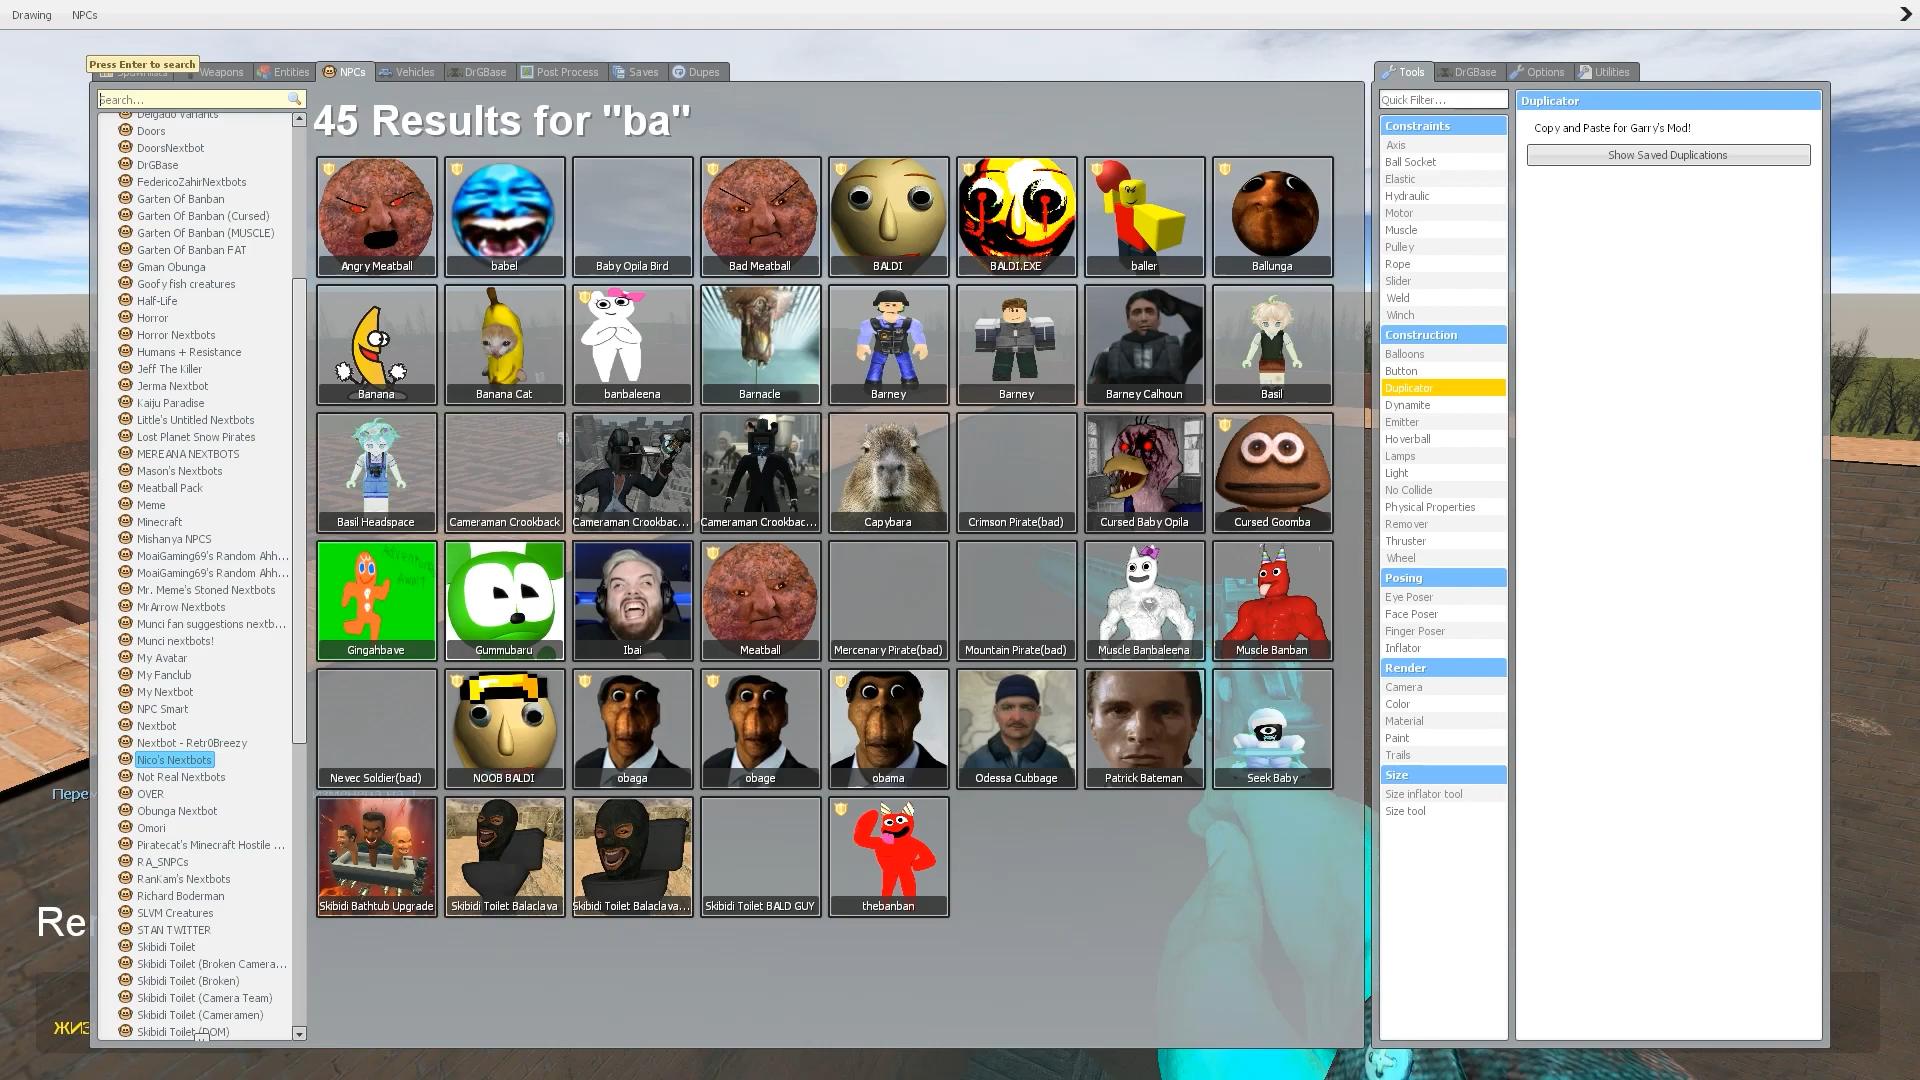 Drawing NPCs
Press Enter to search
Weapons Entities NPCs Vehicles DrGBase Post Process Saves Dupes
Tools DrGBase Options Utilities
Search...
Delgado Variants
Doors
DoorsNextbot
DrGBase
FedericoZahirNextbots
Garten Of Banban
Garten Of Banban (Cursed)
Garten Of Banban (MUSCLE)
Garten Of Banban FAT
Gman Obunga
Goofy fish creatures
Half-Life
Horror
Horror Nextbots
Humans + Resistance
Jeff The Killer
Jerma Nextbot
Kaiju Paradise
Little's Untitled Nextbots
Lost Planet Snow Pirates
MEREANA NEXTBOTS
Mason's Nextbots
Meatball Pack
Meme
Minecraft
Mishanya NPCS
MoaiGaming69's Random Ahh...
MoaiGaming69's Random Ahh...
Mr. Meme's Stoned Nextbots
MrArrow Nextbots
Munci fan suggestions nextb...
Munci nextbots!
My Avatar
My Fanclub
My Nextbot
NPC Smart
Nextbot
Nextbot - Retr0Breezy
Nico's Nextbots
Not Real Nextbots
OVER
Obunga Nextbot
Omori
Piratecat's Minecraft Hostile ...
RA_SNPCs
RanKam's Nextbots
Richard Boderman
SLVM Creatures
STAN TWITTER
Skibidi Toilet
Skibidi Toilet (Broken Camera...
Skibidi Toilet (Broken)
Skibidi Toilet (Camera Team)
Skibidi Toilet (Cameramen)
Skibidi Toilet (DOM)
45 Results for "ba"
Angry Meatball babel Baby Opila Bird Bad Meatball BALDI BALDI.EXE baller Ballunga
Banana Banana Cat banbaleena Barnacle Barney Barney Barney Calhoun Basil
Basil Headspace Cameraman Crookback Cameraman Crookbac... Cameraman Crookbac... Capybara Crimson Pirate(bad) Cursed Baby Opila Cursed Goomba
Gingahbave Gummubaru Ibai Meatball Mercenary Pirate(bad) Mountain Pirate(bad) Muscle Banbaleena Muscle Banban
Nevec Soldier(bad) NOOB BALDI obaga obage obama Odessa Cubbage Patrick Bateman Seek Baby
Skibidi Bathtub Upgrade Skibidi Toilet Balaclava Skibidi Toilet Balaclava... Skibidi Toilet BALD GUY thebanban
Quick Filter...
Constraints
Axis
Ball Socket
Elastic
Hydraulic
Motor
Muscle
Pulley
Rope
Slider
Weld
Winch
Construction
Balloons
Button
Duplicator
Dynamite
Emitter
Hoverball
Lamps
Light
No Collide
Physical Properties
Remover
Thruster
Wheel
Posing
Eye Poser
Face Poser
Finger Poser
Inflator
Render
Camera
Color
Material
Paint
Trails
Size
Size inflator tool
Size tool
Duplicator
Copy and Paste for Garry's Mod!
Show Saved Duplications
Перем
Re
ЖИЗ